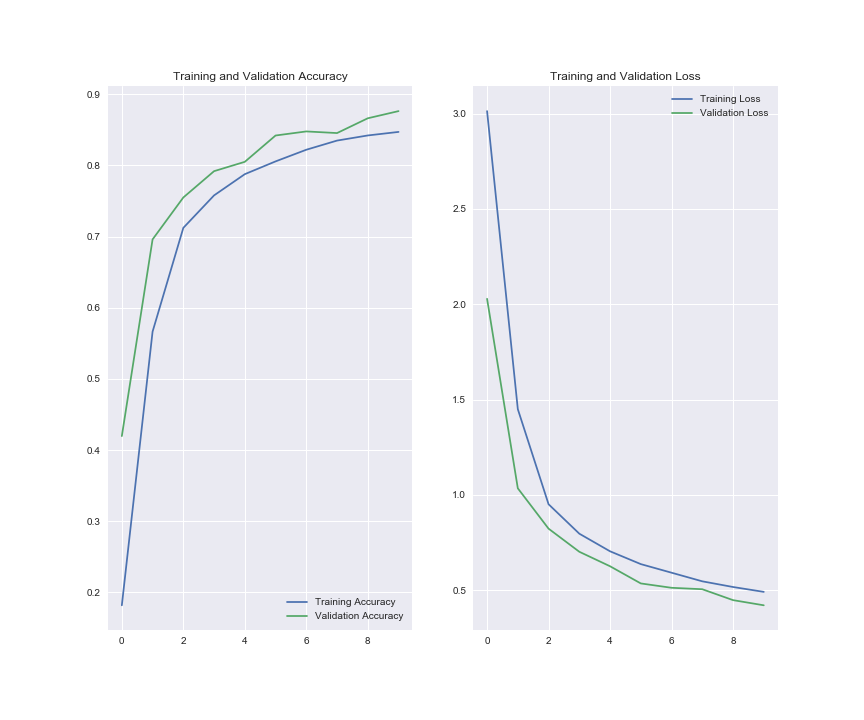 Training and Validation Accuracy
0.9
0.8
0.7
0.6
0.5
0.4
0.3
0.2
0 2 4 6 8
Training Accuracy
Validation Accuracy
Training and Validation Loss
Training Loss
Validation Loss
3.0
2.5
2.0
1.5
1.0
0.5
0 2 4 6 8